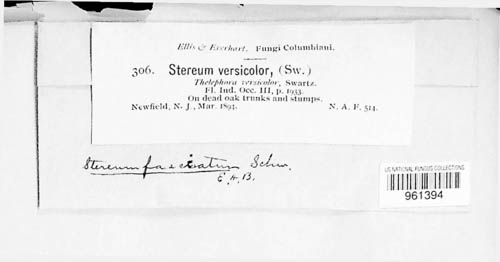 Ellis & Everhart. Fungi Columbiani.
306. Stereum versicolor, (Sw.)
Thelephora versicolor, Swartz.
Fl. Ind. Occ. III, p. 1933.
On dead oak trunks and stumps.
Newfield, N. J., Mar. 1894. N. A. F. 514.
Stereum fasciatum Schw.
E.A.B.
US NATIONAL FUNGUS COLLECTIONS
961394